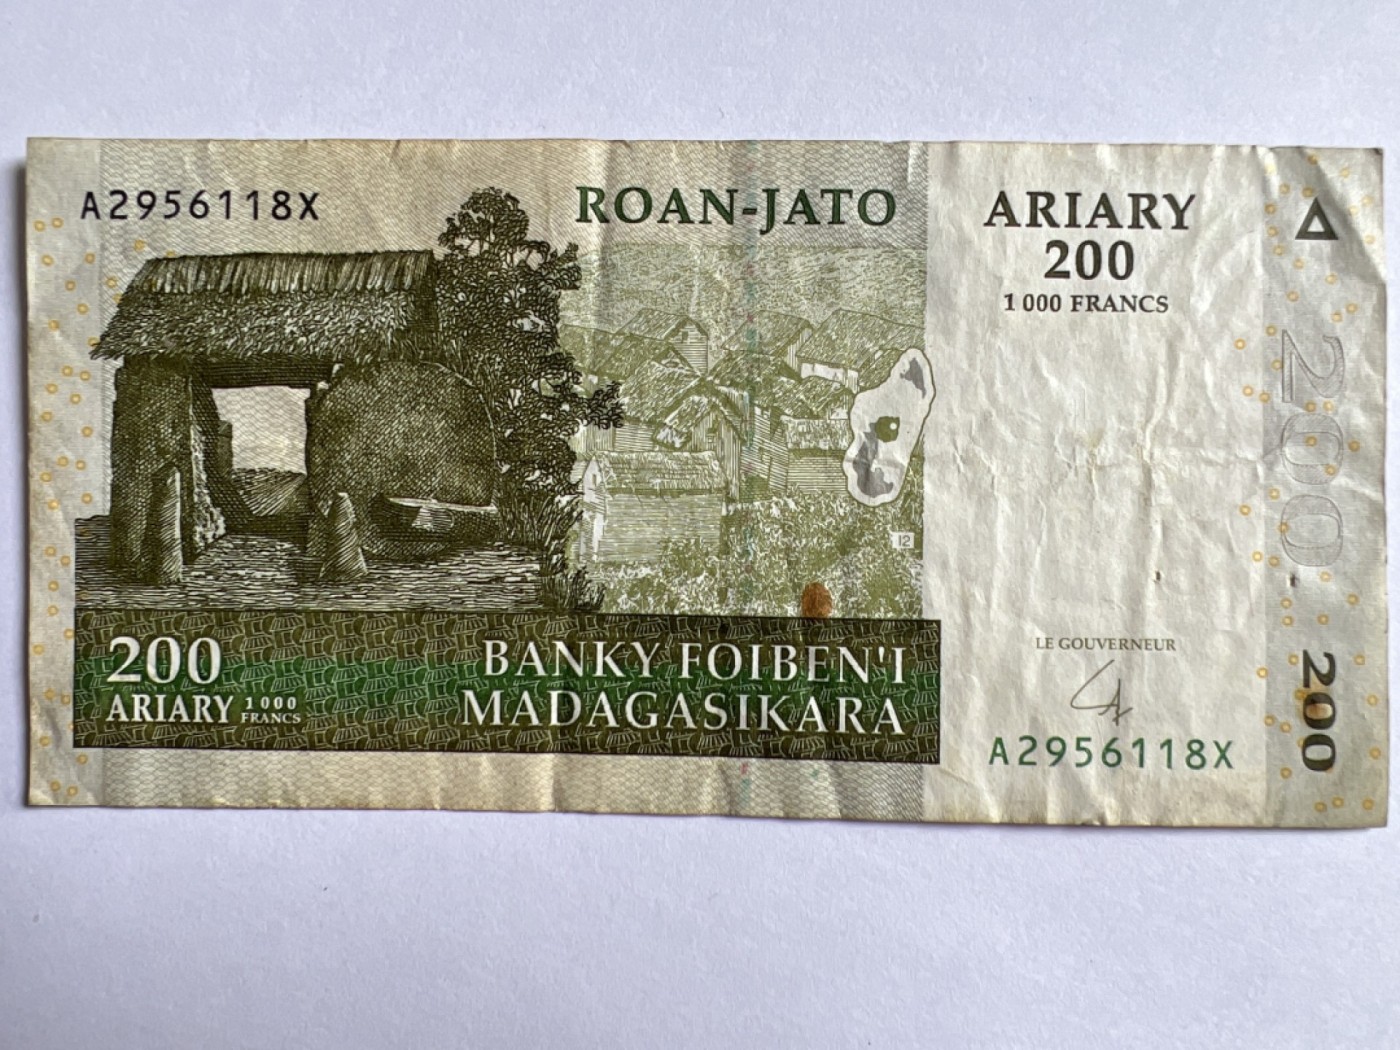 A2956118X
ROAN-JATO
ARIARY
200
1 000 FRANCS
200
12
200
ARIARY 1 000
FRANCS
BANKY FOIBEN'I
MADAGASIKARA
LE GOUVERNEUR
A2956118X
200